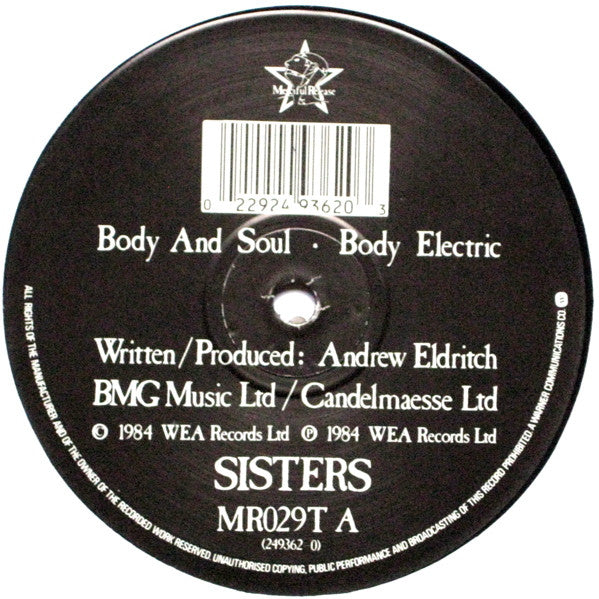 Merciful Release
0 22924 93620 3
Body And Soul · Body Electric
Written/Produced: Andrew Eldritch
BMG Music Ltd / Candelmaesse Ltd
© 1984 WEA Records Ltd ℗ 1984 WEA Records Ltd
SISTERS
MR029T A
(249362 0)
ALL RIGHTS OF THE MANUFACTURER AND OF THE OWNER OF THE RECORDED WORK RESERVED. UNAUTHORISED COPYING, PUBLIC PERFORMANCE AND BROADCASTING OF THIS RECORD PROHIBITED. A WARNER COMMUNICATIONS CO